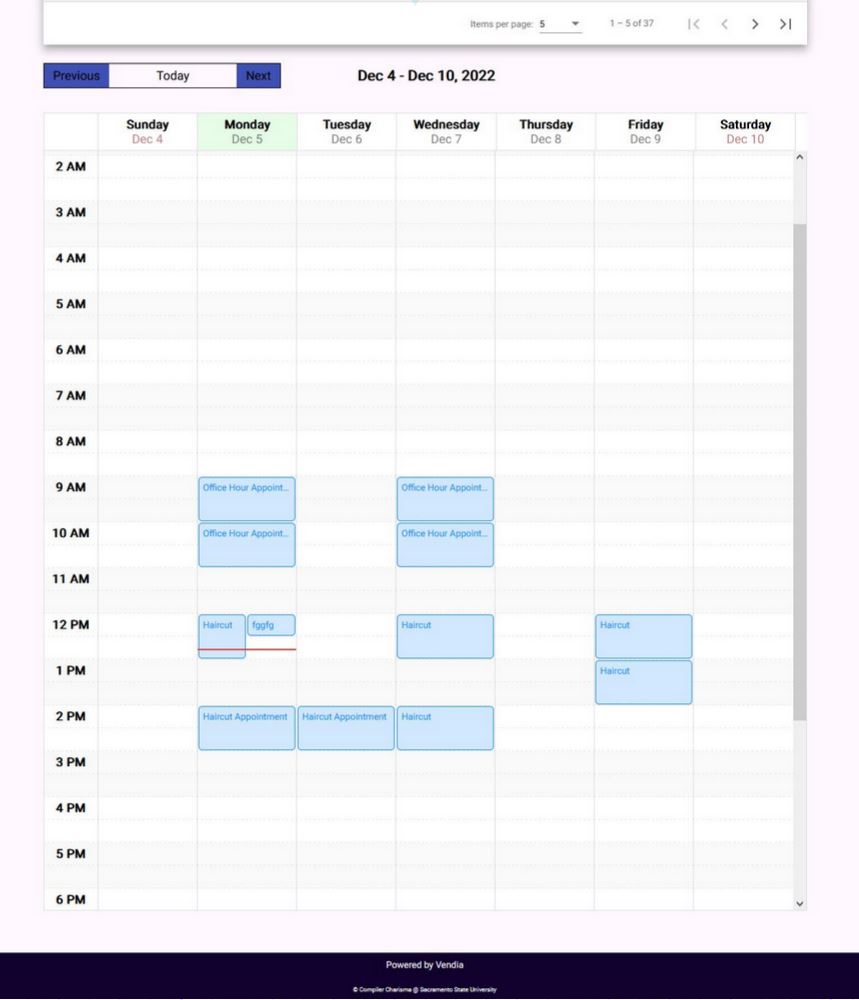 Items per page: 5 1 – 5 of 37
Previous Today Next Dec 4 - Dec 10, 2022
Sunday Monday Tuesday Wednesday Thursday Friday Saturday
Dec 4 Dec 5 Dec 6 Dec 7 Dec 8 Dec 9 Dec 10
2 AM
3 AM
4 AM
5 AM
6 AM
7 AM
8 AM
9 AM Office Hour Appoint... Office Hour Appoint...
10 AM Office Hour Appoint... Office Hour Appoint...
11 AM
12 PM Haircut fggfg Haircut Haircut
1 PM Haircut
2 PM Haircut Appointment Haircut Appointment Haircut
3 PM
4 PM
5 PM
6 PM
Powered by Vendia
© Compiler Charisma @ Sacramento State University